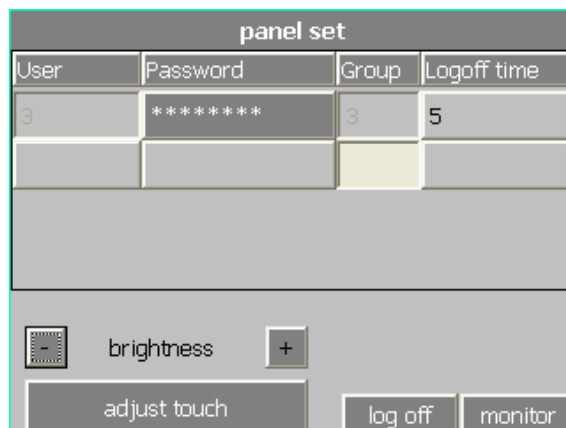 panel set
User Password Group Logoff time
3 ******** 3 5
- brightness +
adjust touch log off monitor